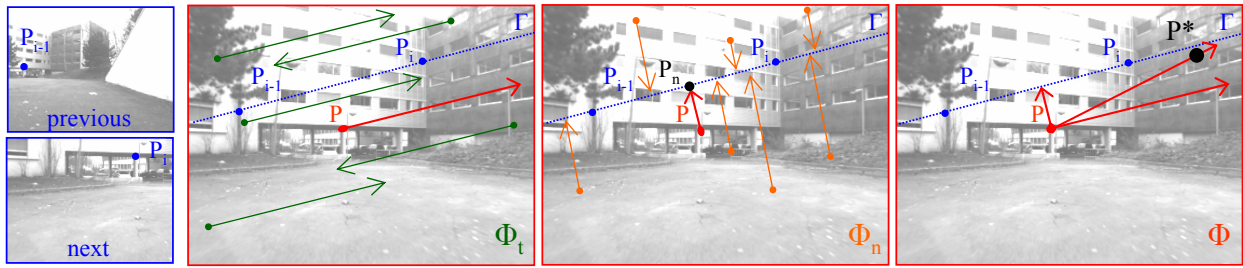 P_{i-1}
previous
P_i
next
Γ
P_i
P_{i-1}
P
Φ_t
Γ
P_i
P_n
P_{i-1}
P
Φ_n
Γ
P*
P_i
P_{i-1}
P
Φ